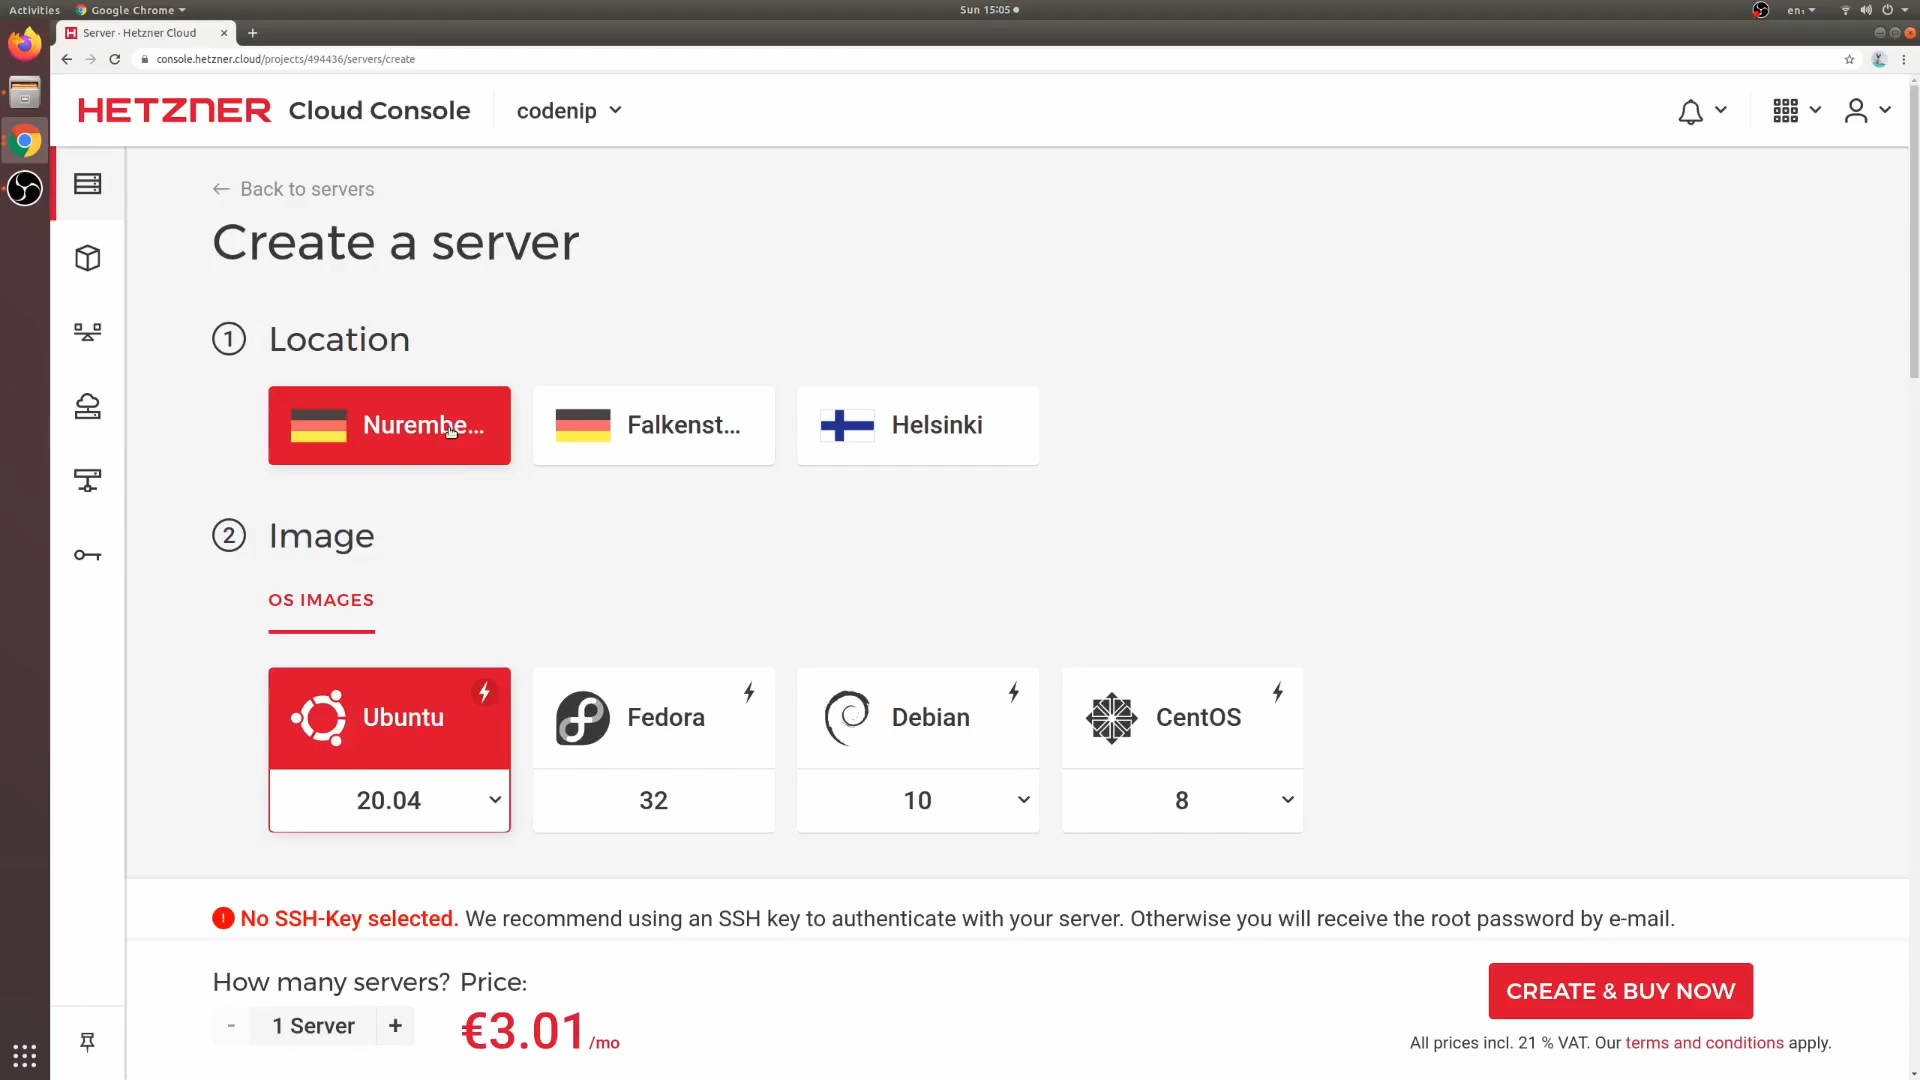 Activities
Google Chrome
Sun 15:05
en₁
Server · Hetzner Cloud
console.hetzner.cloud/projects/494436/servers/create
HETZNER Cloud Console
codenip
Back to servers
Create a server
1 Location
Nurembe...
Falkenst...
Helsinki
2 Image
OS IMAGES
Ubuntu
Fedora
Debian
CentOS
20.04
32
10
8
No SSH-Key selected. We recommend using an SSH key to authenticate with your server. Otherwise you will receive the root password by e-mail.
How many servers?
Price:
- 1 Server +
€3.01 /mo
CREATE & BUY NOW
All prices incl. 21 % VAT. Our terms and conditions apply.